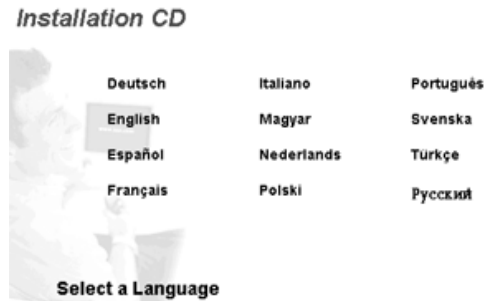 Installation CD
Deutsch Italiano Português
English Magyar Svenska
Español Nederlands Türkçe
Français Polski Русский
Select a Language